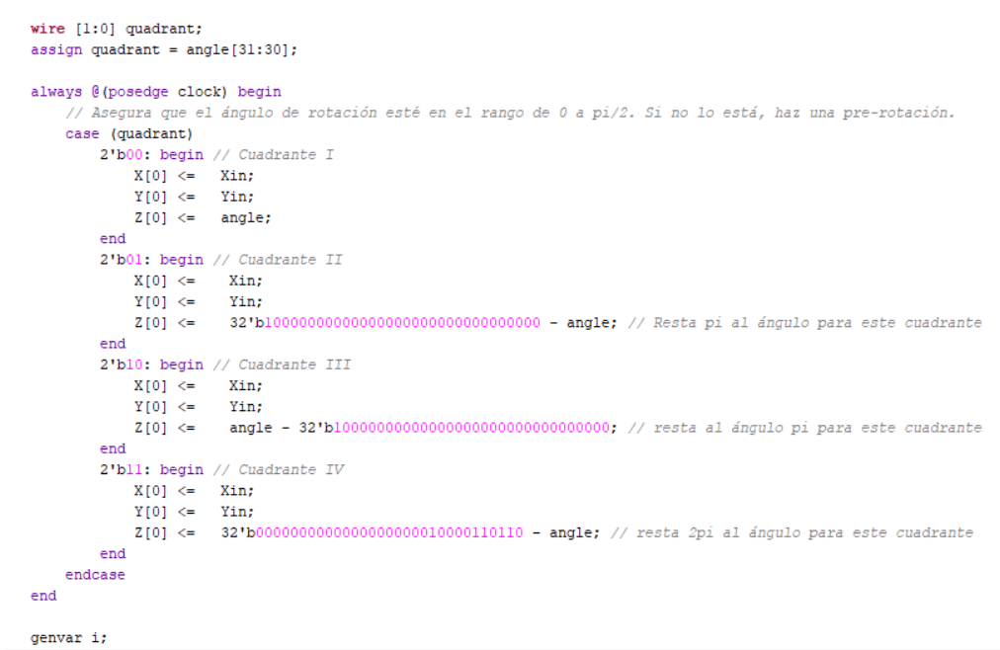 wire [1:0] quadrant;
assign quadrant = angle[31:30];
always @(posedge clock) begin
// Asegura que el ángulo de rotación esté en el rango de 0 a pi/2. Si no lo está, haz una pre-rotación.
case (quadrant)
2'b00: begin // Cuadrante I
X[0] <= Xin;
Y[0] <= Yin;
Z[0] <= angle;
end
2'b01: begin // Cuadrante II
X[0] <= Xin;
Y[0] <= Yin;
Z[0] <= 32'b10000000000000000000000000000000 - angle; // Resta pi al ángulo para este cuadrante
end
2'b10: begin // Cuadrante III
X[0] <= Xin;
Y[0] <= Yin;
Z[0] <= angle - 32'b10000000000000000000000000000000; // resta al ángulo pi para este cuadrante
end
2'b11: begin // Cuadrante IV
X[0] <= Xin;
Y[0] <= Yin;
Z[0] <= 32'b0000000000000000000010000110110 - angle; // resta 2pi al ángulo para este cuadrante
end
endcase
end
genvar i;